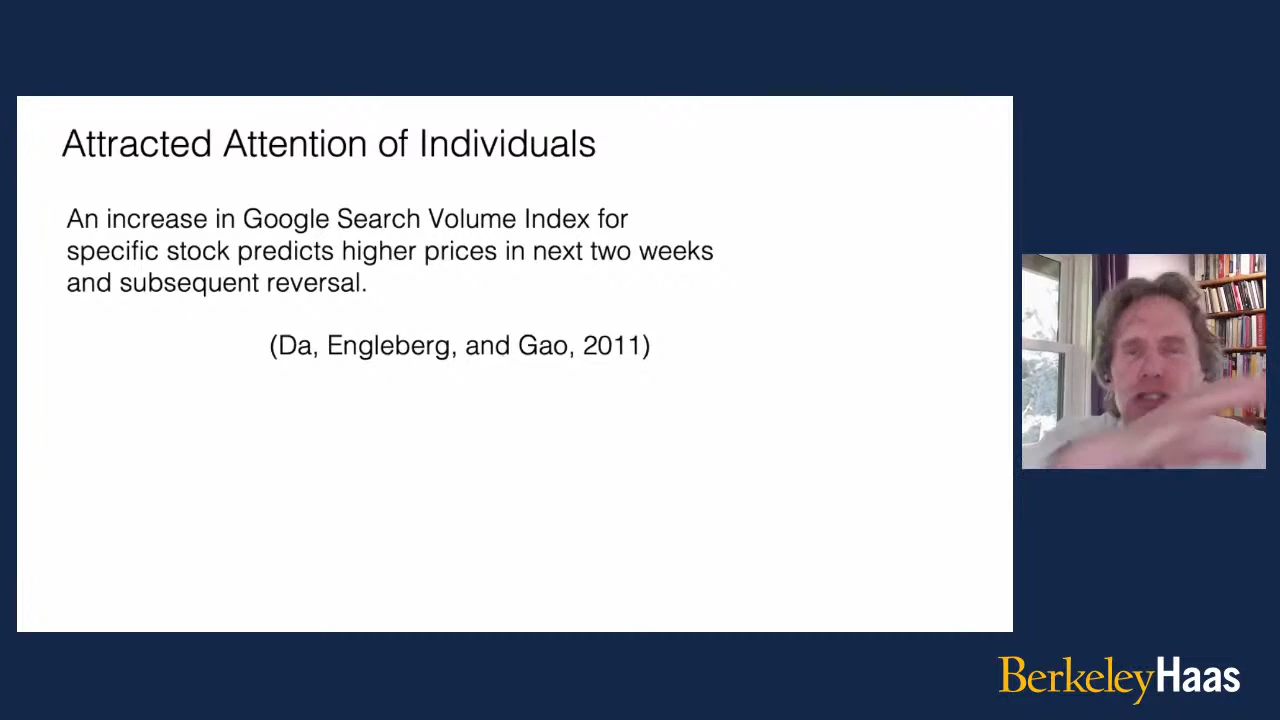 Attracted Attention of Individuals
An increase in Google Search Volume Index for
specific stock predicts higher prices in next two weeks
and subsequent reversal.
(Da, Engleberg, and Gao, 2011)
BerkeleyHaas